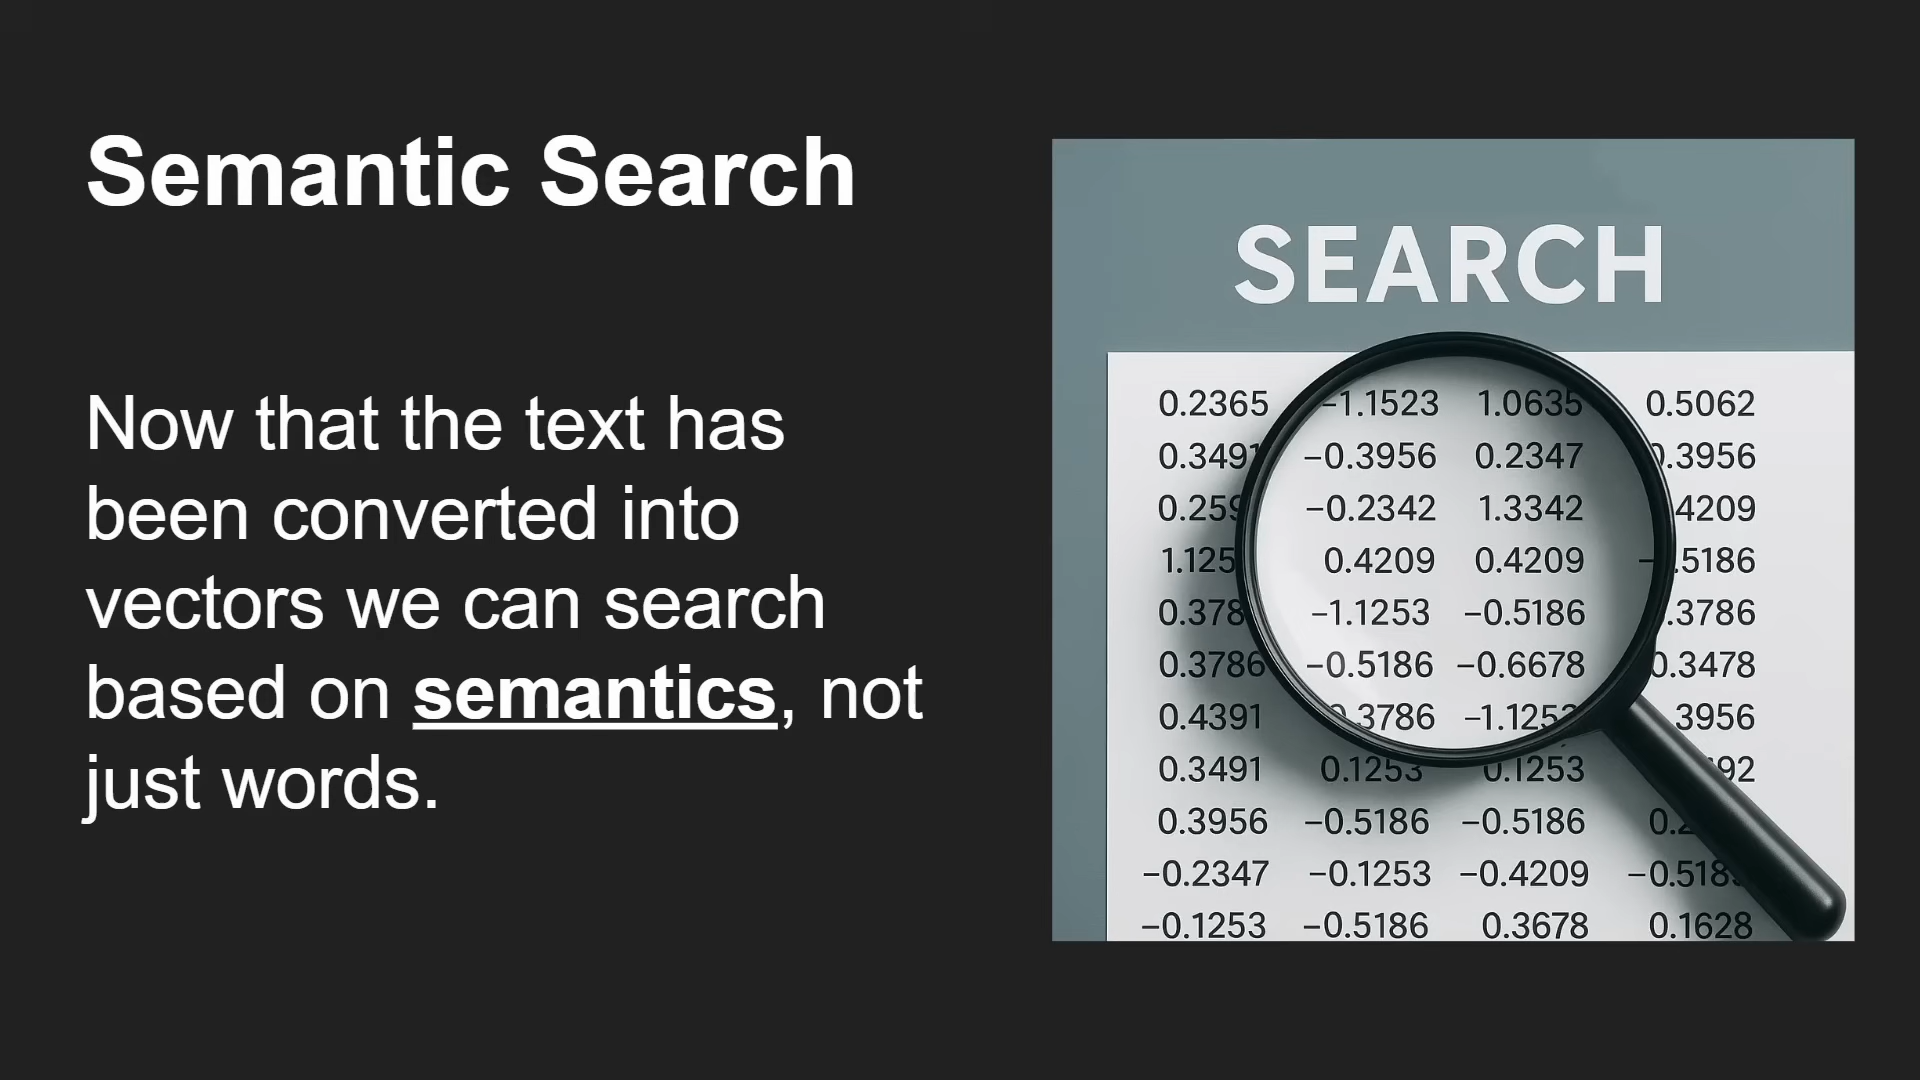 Semantic Search
Now that the text has
been converted into
vectors we can search
based on semantics, not
just words.
SEARCH
0.2365 −1.1523 1.0635 0.5062
−0.3956 0.2347 0.3956
−0.2342 1.3342
0.4209 0.4209
−1.1253 −0.5186
0.3786 −0.5186 −0.6678 0.3478
0.4391
0.3491 0.1253 0.1253
0.3956 −0.5186 −0.5186
−0.2347 −0.1253 −0.4209
−0.1253 −0.5186 0.3678 0.1628